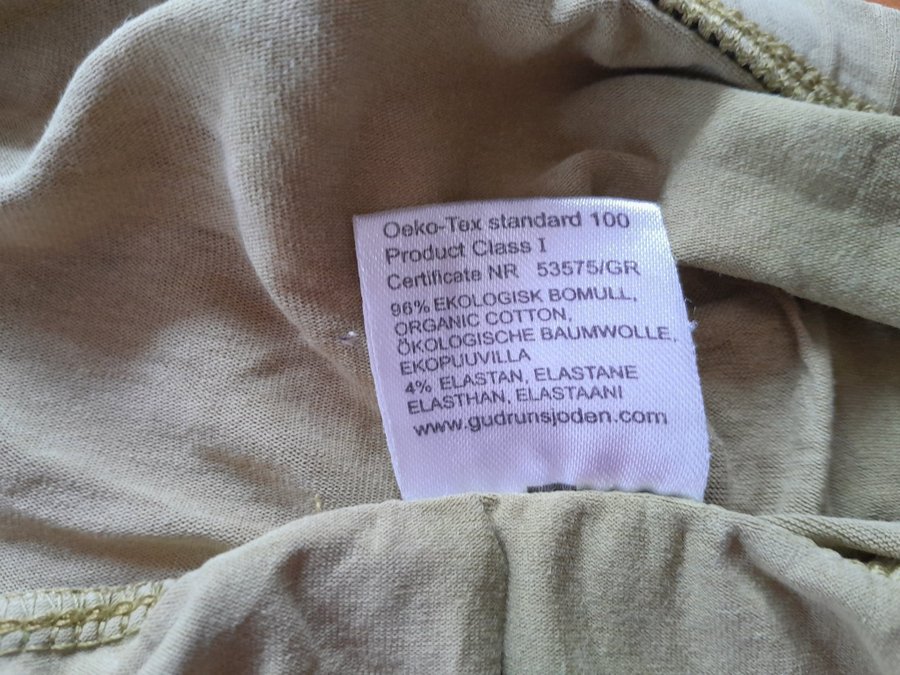 Oeko-Tex standard 100
Product Class I
Certificate NR 53575/GR
96% EKOLOGISK BOMULL,
ORGANIC COTTON,
ÖKOLOGISCHE BAUMWOLLE,
EKOPUUVILLA
4% ELASTAN, ELASTANE
ELASTHAN, ELASTAANI
www.gudrunsjoden.com